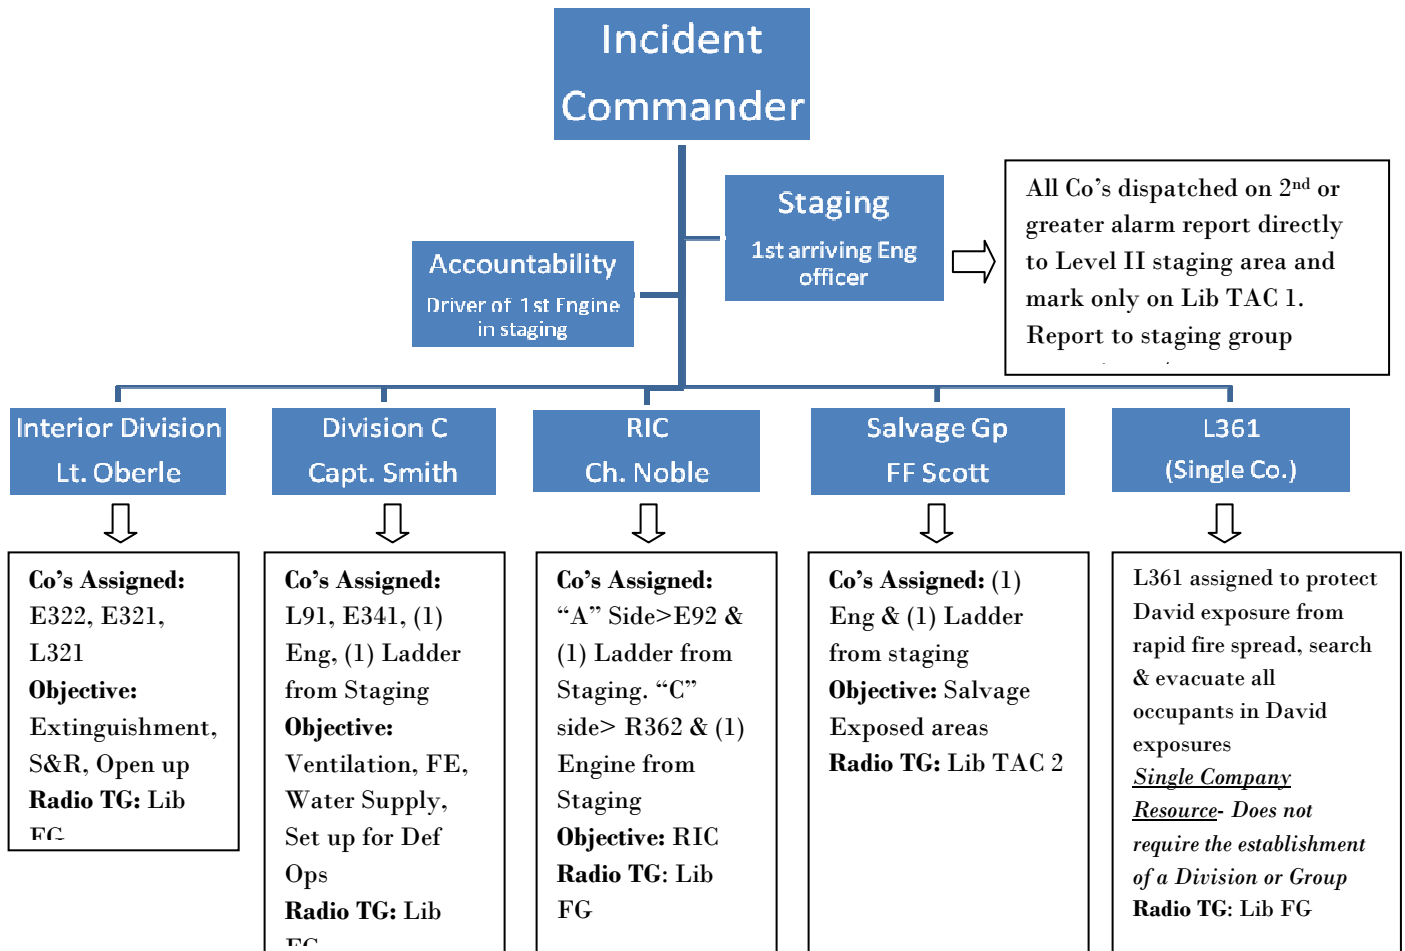 Incident
Commander
Staging
1st arriving Eng
officer
All Co’s dispatched on 2nd or
greater alarm report directly
to Level II staging area and
mark only on Lib TAC 1.
Report to staging group
Accountability
Driver of 1st Engine
in staging
Interior Division
Lt. Oberle
Division C
Capt. Smith
RIC
Ch. Noble
Salvage Gp
FF Scott
L361
(Single Co.)
Co’s Assigned:
E322, E321,
L321
Objective:
Extinguishment,
S&R, Open up
Radio TG: Lib
FG
Co’s Assigned:
L91, E341, (1)
Eng, (1) Ladder
from Staging
Objective:
Ventilation, FE,
Water Supply,
Set up for Def
Ops
Radio TG: Lib
FG
Co’s Assigned:
“A” Side>E92 &
(1) Ladder from
Staging. “C”
side> R362 & (1)
Engine from
Staging
Objective: RIC
Radio TG: Lib
FG
Co’s Assigned: (1)
Eng & (1) Ladder
from staging
Objective: Salvage
Exposed areas
Radio TG: Lib TAC 2
L361 assigned to protect
David exposure from
rapid fire spread, search
& evacuate all
occupants in David
exposures
Single Company
Resource- Does not
require the establishment
of a Division or Group
Radio TG: Lib FG